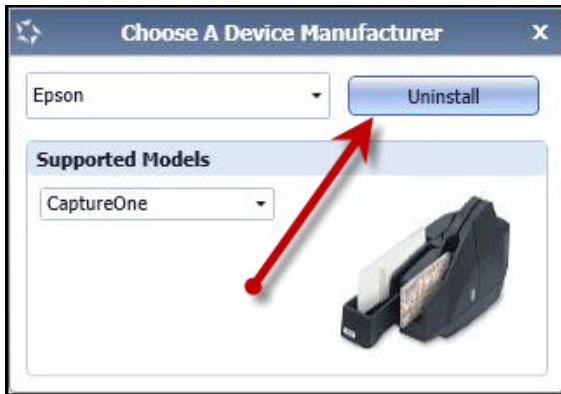 Choose A Device Manufacturer
Epson
Uninstall
Supported Models
CaptureOne